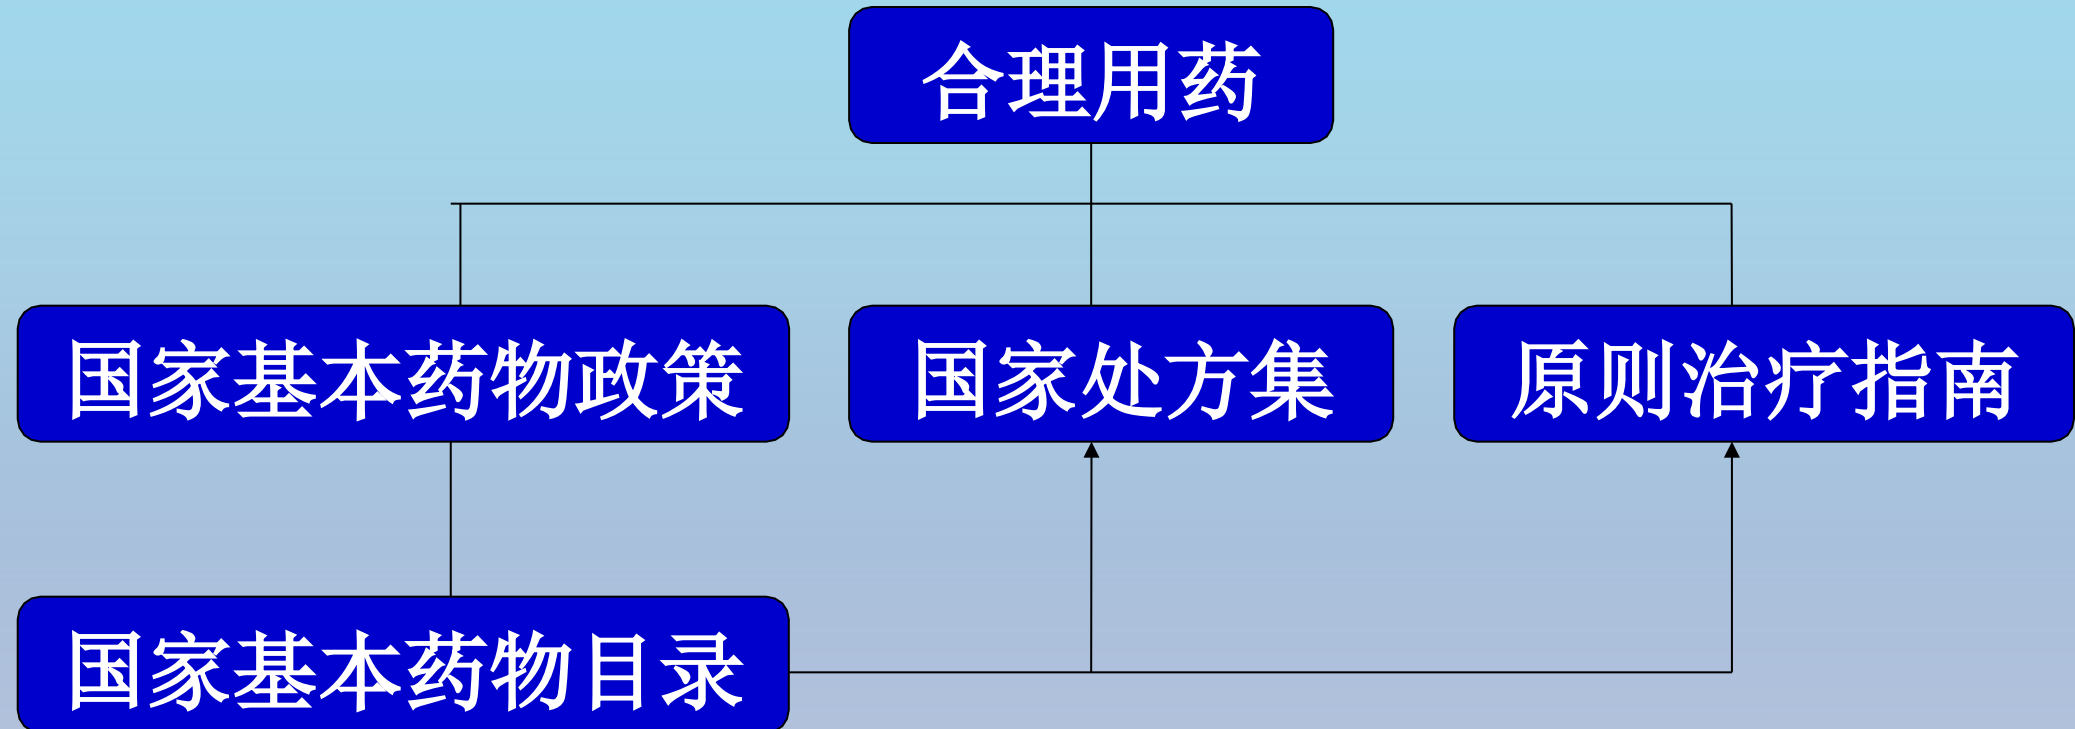 合理用药
国家基本药物政策
国家处方集
原则治疗指南
国家基本药物目录